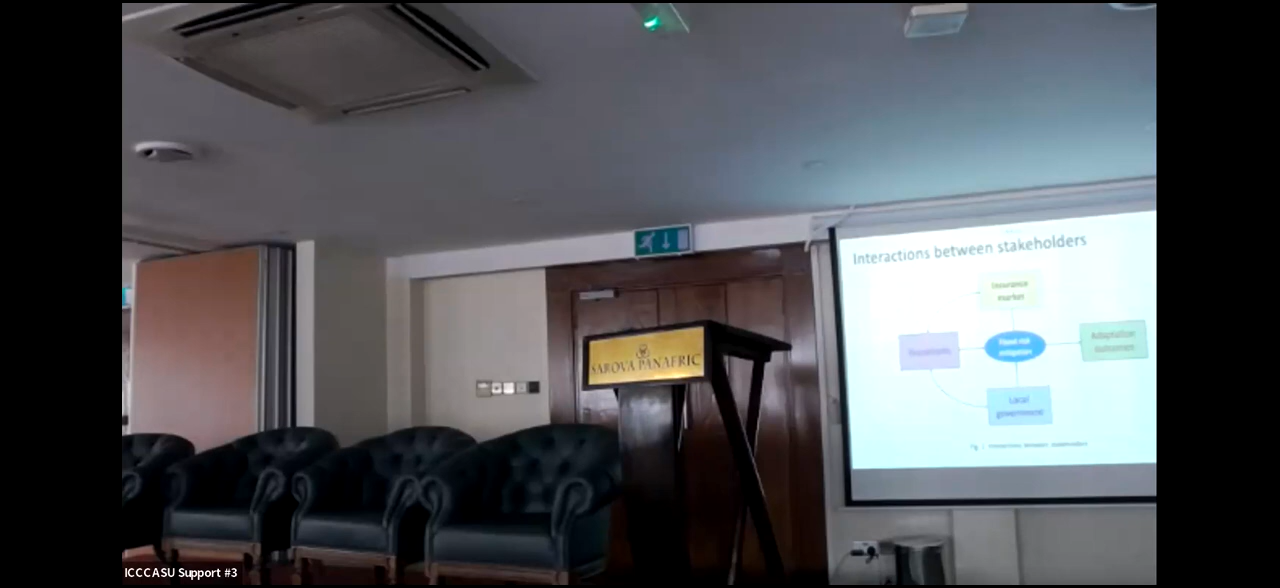 Interactions between stakeholders
Insurance
market
Flood risk
mitigation
Adaptation
outcomes
Local
government
SAROVA PANAFRIC
ICCCASU Support #3